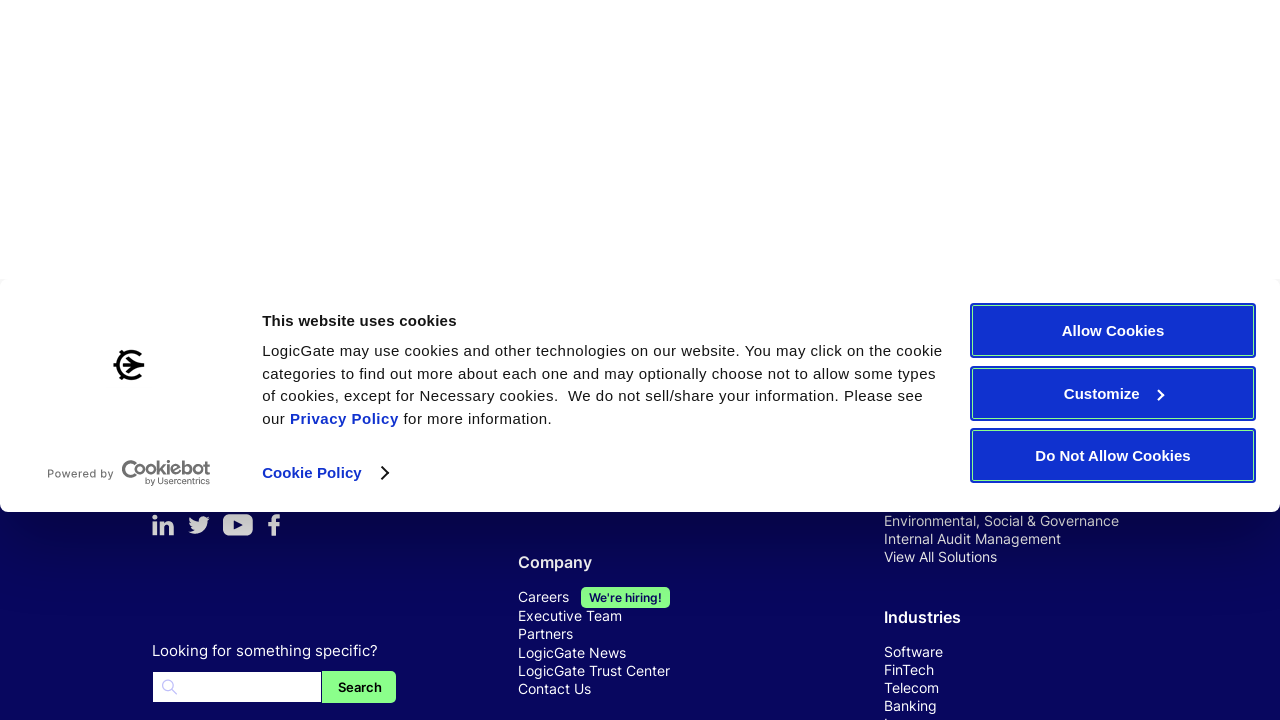 This website uses cookies
LogicGate may use cookies and other technologies on our website. You may click on the cookie
categories to find out more about each one and may optionally choose not to allow some types
of cookies, except for Necessary cookies.  We do not sell/share your information. Please see
our Privacy Policy for more information.
Cookie Policy
Powered by Cookiebot
by Usercentrics
Allow Cookies
Customize
Do Not Allow Cookies
Looking for something specific?
Search
Company
Careers We're hiring!
Executive Team
Partners
LogicGate News
LogicGate Trust Center
Contact Us
Environmental, Social & Governance
Internal Audit Management
View All Solutions
Industries
Software
FinTech
Telecom
Banking